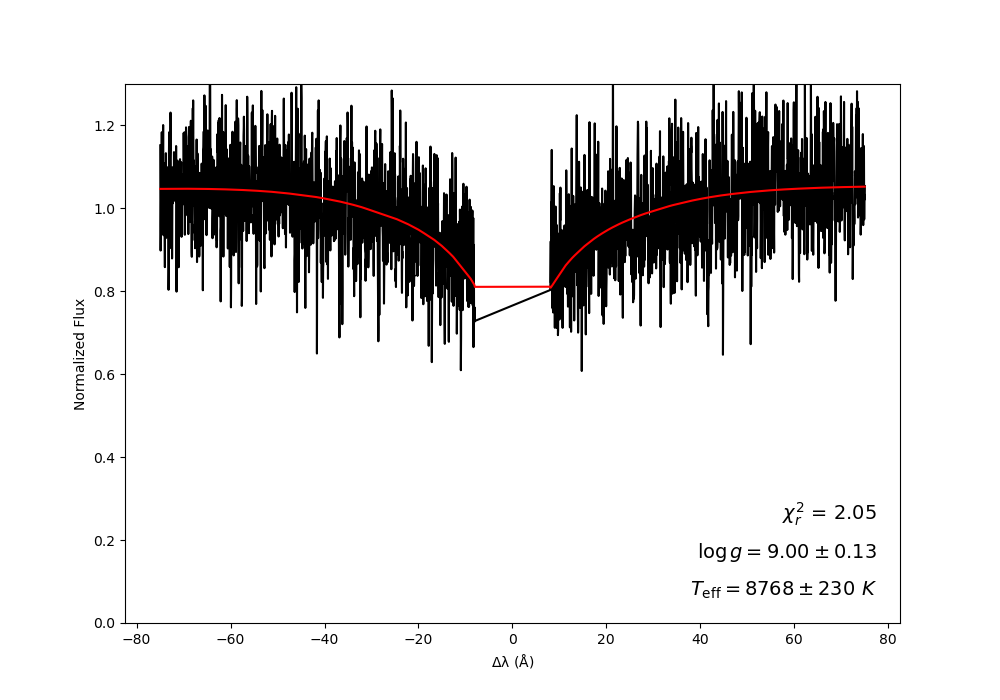 1.2
1.0
0.8
0.6
0.4
0.2
0.0
Normalized Flux
χ²ᵣ = 2.05
log g = 9.00 ± 0.13
T_eff = 8768 ± 230 K
−80 −60 −40 −20 0 20 40 60 80
Δλ (Å)